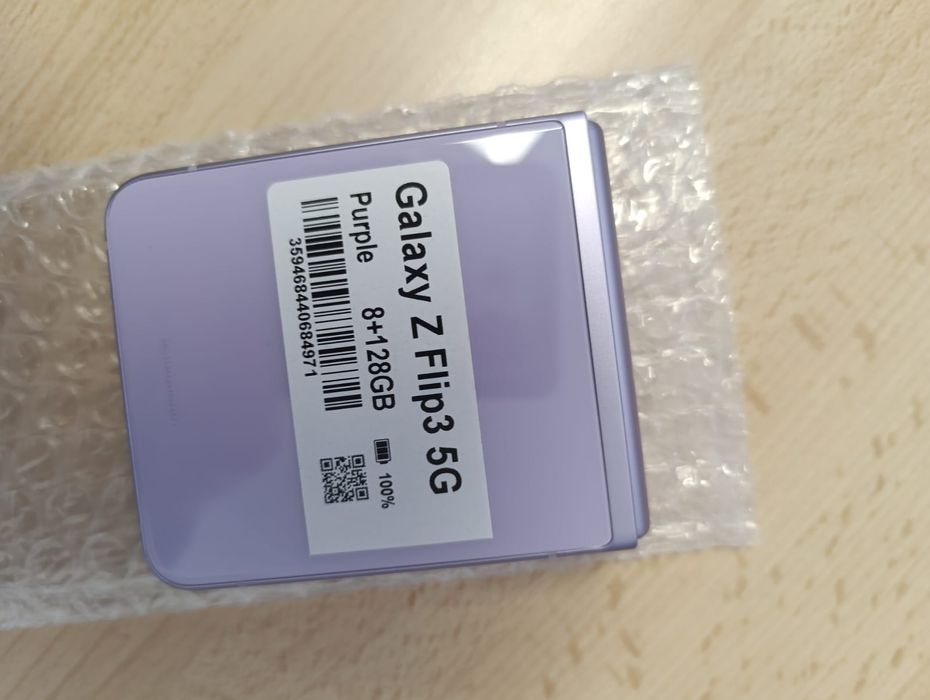 Galaxy Z Flip3 5G
Purple 8+128GB 100%
359468440684971